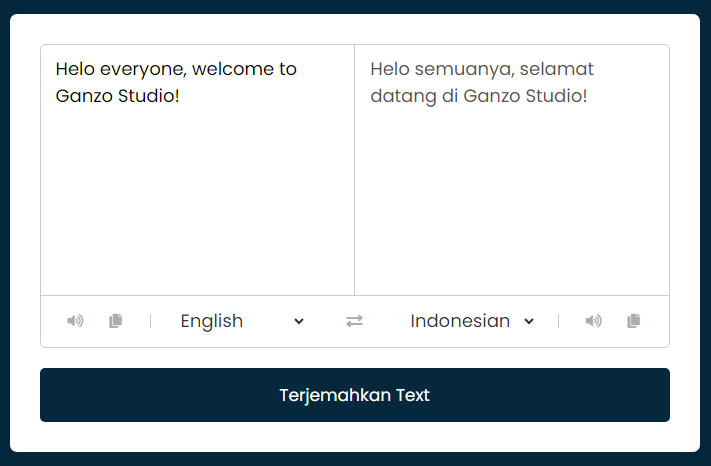 Helo everyone, welcome to
Ganzo Studio!
Helo semuanya, selamat
datang di Ganzo Studio!
English
Indonesian
Terjemahkan Text